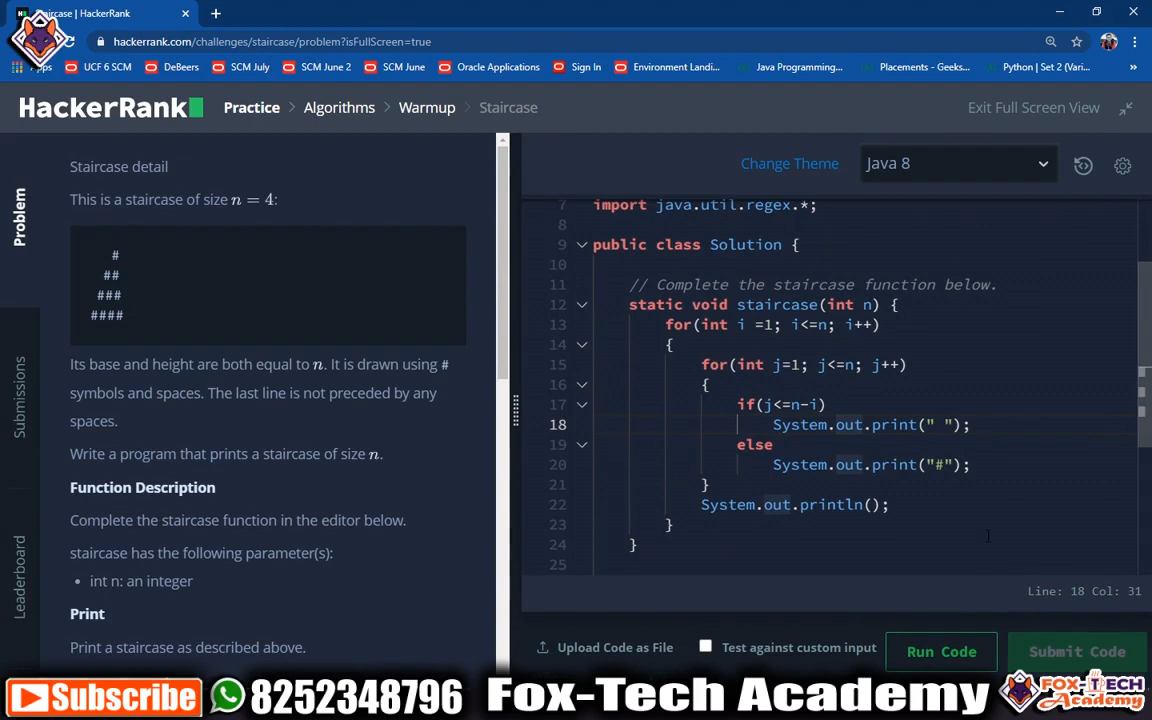 Staircase | HackerRank
hackerrank.com/challenges/staircase/problem?isFullScreen=true
Apps UCF 6 SCM DeBeers SCM July SCM June 2 SCM June Oracle Applications Sign In Environment Landi... Java Programming... Placements - Geeks... Python | Set 2 (Vari... »
HackerRank Practice > Algorithms > Warmup > Staircase Exit Full Screen View
Change Theme Java 8
Problem
Submissions
Leaderboard
Staircase detail
This is a staircase of size n = 4:
#
##
###
####
Its base and height are both equal to n. It is drawn using #
symbols and spaces. The last line is not preceded by any
spaces.
Write a program that prints a staircase of size n.
Function Description
Complete the staircase function in the editor below.
staircase has the following parameter(s):
• int n: an integer
Print
Print a staircase as described above.
7 import java.util.regex.*;
8
9 public class Solution {
10
11 // Complete the staircase function below.
12 static void staircase(int n) {
13 for(int i =1; i<=n; i++)
14 {
15 for(int j=1; j<=n; j++)
16 {
17 if(j<=n-i)
18 System.out.print(" ");
19 else
20 System.out.print("#");
21 }
22 System.out.println();
23 }
24 }
25
Line: 18 Col: 31
Upload Code as File Test against custom input Run Code Submit Code
Subscribe 8252348796 Fox-Tech Academy FOX-TECH ACADEMY